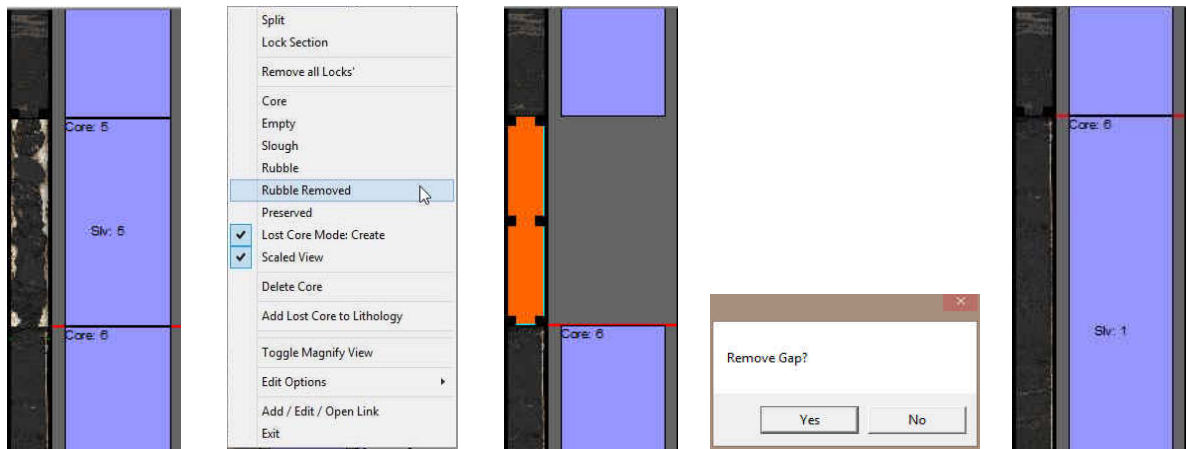 Core: 5
Slv: 5
Core: 6
Split
Lock Section
Remove all Locks'
Core
Empty
Slough
Rubble
Rubble Removed
Preserved
Lost Core Mode: Create
Scaled View
Delete Core
Add Lost Core to Lithology
Toggle Magnify View
Edit Options
Add / Edit / Open Link
Exit
Core: 6
Remove Gap?
Yes
No
Core: 6
Slv: 1